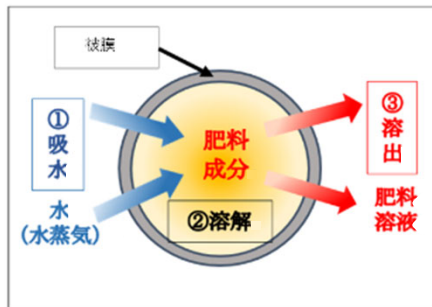 被膜
①
吸
水
水
(水蒸気)
肥料
成分
②溶解
③
溶
出
肥料
溶液